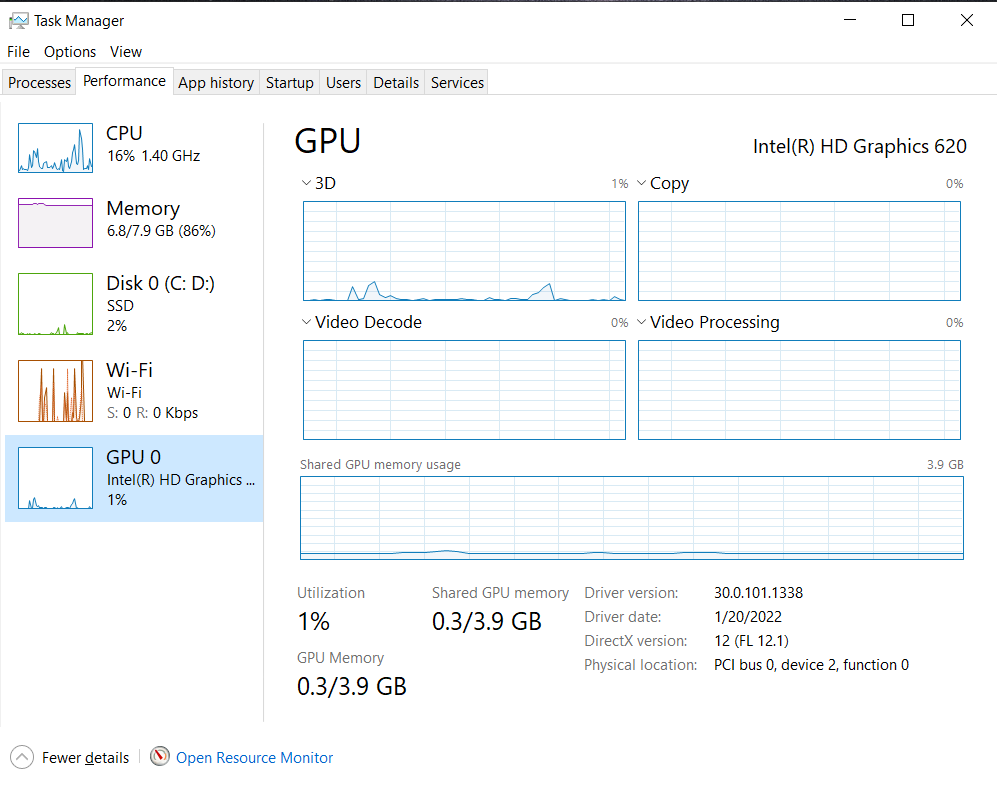 Task Manager
File Options View
Processes Performance App history Startup Users Details Services
CPU
16% 1.40 GHz
Memory
6.8/7.9 GB (86%)
Disk 0 (C: D:)
SSD
2%
Wi-Fi
Wi-Fi
S: 0 R: 0 Kbps
GPU 0
Intel(R) HD Graphics ...
1%
GPU Intel(R) HD Graphics 620
3D 1% Copy 0%
Video Decode 0% Video Processing 0%
Shared GPU memory usage 3.9 GB
Utilization
1%
Shared GPU memory
0.3/3.9 GB
GPU Memory
0.3/3.9 GB
Driver version: 30.0.101.1338
Driver date: 1/20/2022
DirectX version: 12 (FL 12.1)
Physical location: PCI bus 0, device 2, function 0
Fewer details Open Resource Monitor